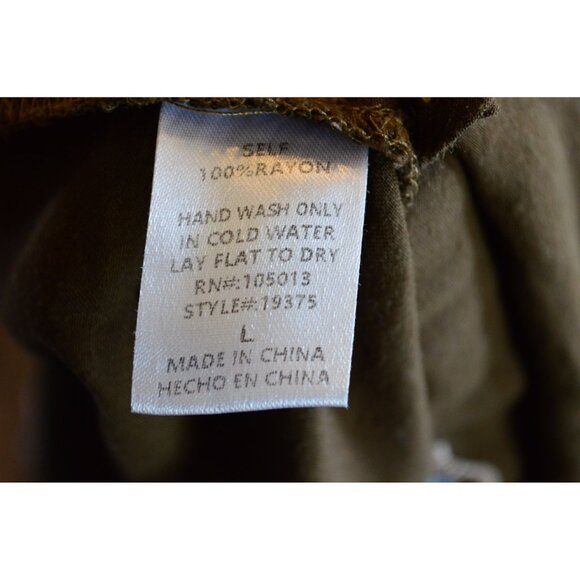 SELF
100%RAYON
HAND WASH ONLY
IN COLD WATER
LAY FLAT TO DRY
RN#:105013
STYLE#:19375
L
MADE IN CHINA
HECHO EN CHINA